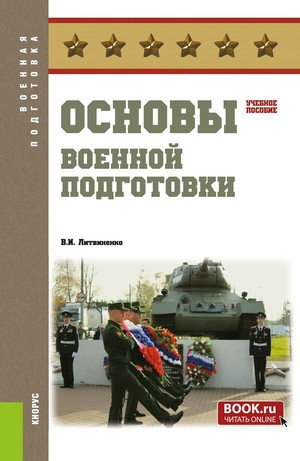 ВОЕННАЯ
ПОДГОТОВКА
ОСНОВЫ
УЧЕБНОЕ
ПОСОБИЕ
ВОЕННОЙ
ПОДГОТОВКИ
В.И. Литвиненко
КНОРУС
BOOK.ru
ЧИТАТЬ ONLINE